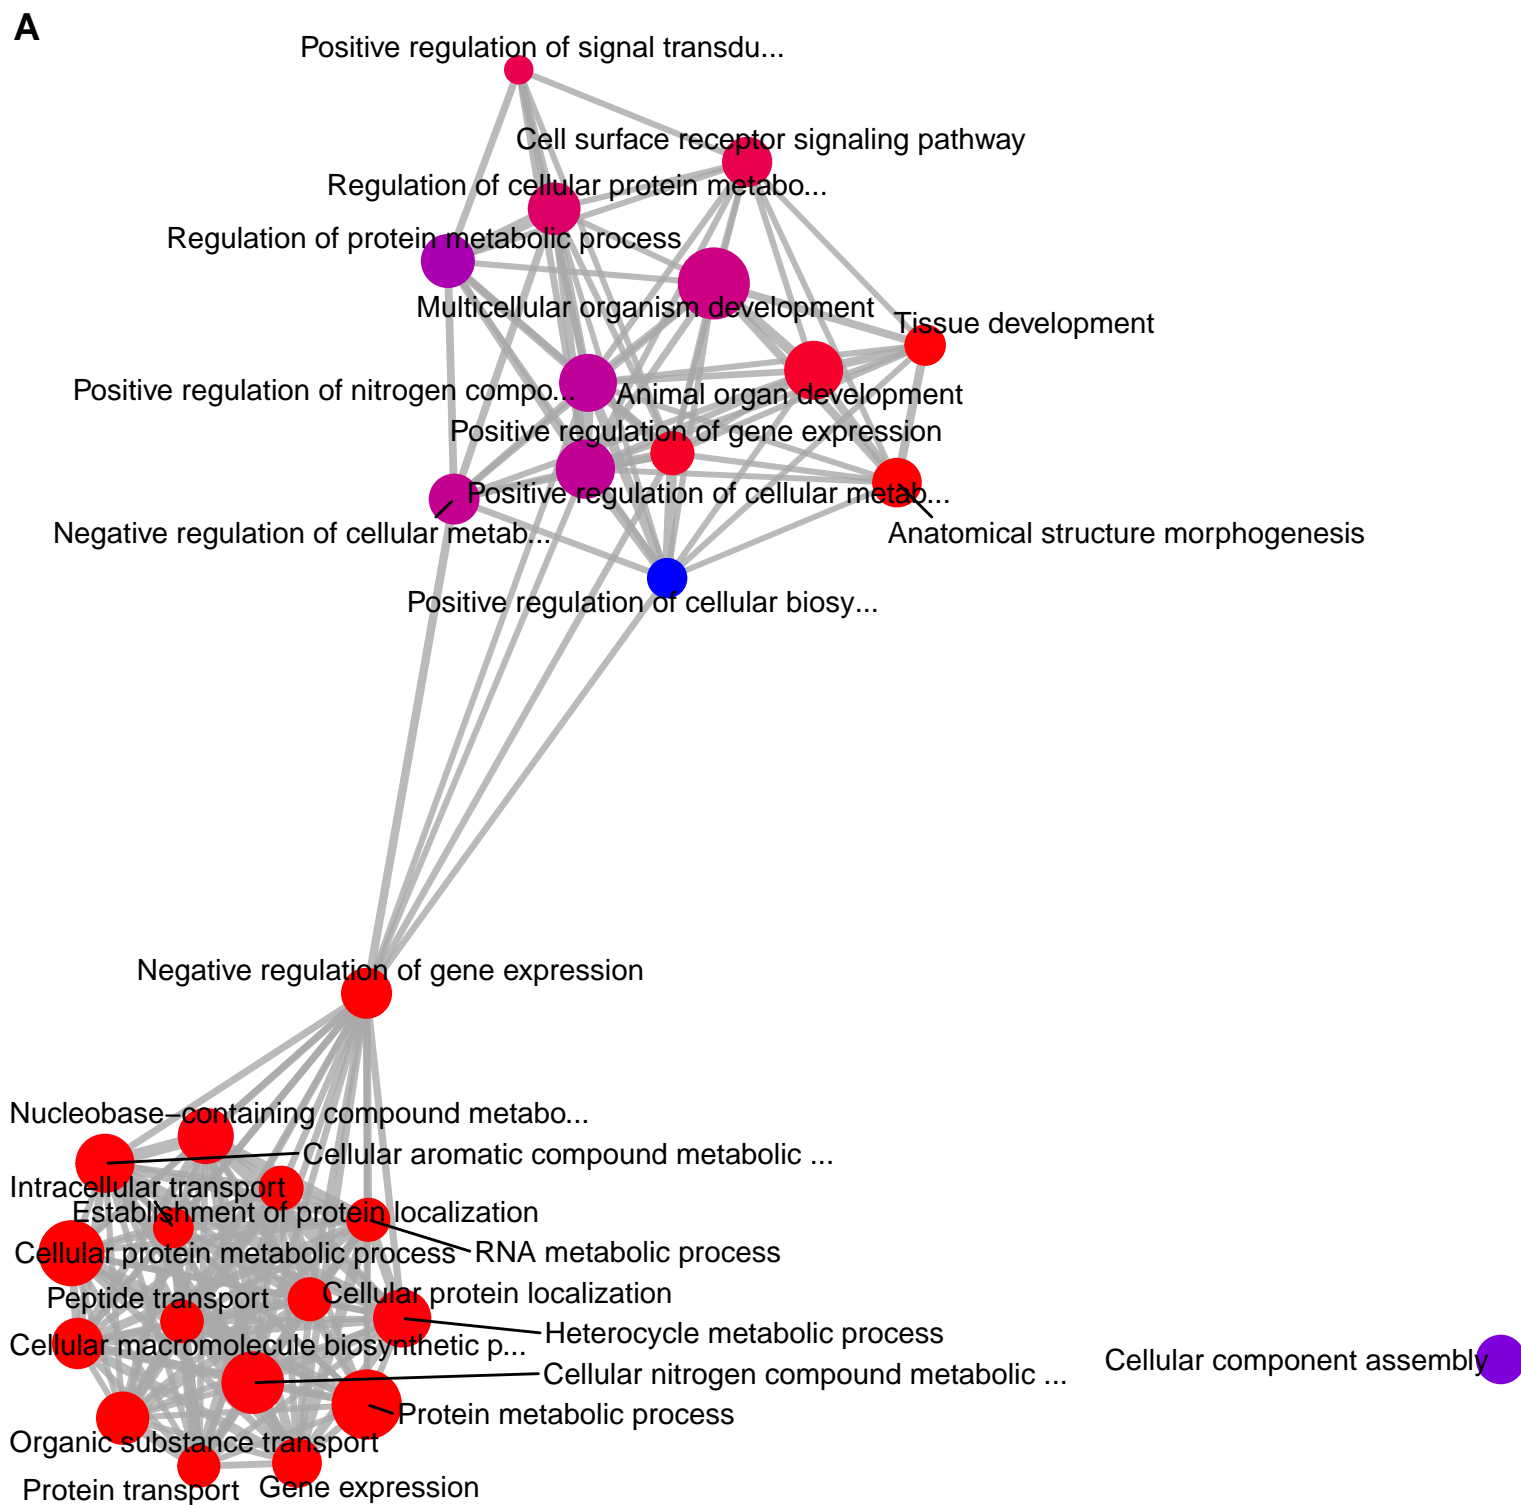 A
Positive regulation of signal transdu...
Cell surface receptor signaling pathway
Regulation of cellular protein metabo...
Regulation of protein metabolic process
Multicellular organism development
Tissue development
Positive regulation of nitrogen compo...
Animal organ development
Positive regulation of gene expression
Positive regulation of cellular metab...
Negative regulation of cellular metab...
Anatomical structure morphogenesis
Positive regulation of cellular biosy...
Negative regulation of gene expression
Nucleobase−containing compound metabo...
Cellular aromatic compound metabolic ...
Intracellular transport
Establishment of protein localization
Cellular protein metabolic process
RNA metabolic process
Peptide transport
Cellular protein localization
Heterocycle metabolic process
Cellular macromolecule biosynthetic p...
Cellular component assembly
Cellular nitrogen compound metabolic ...
Protein metabolic process
Organic substance transport
Protein transport
Gene expression